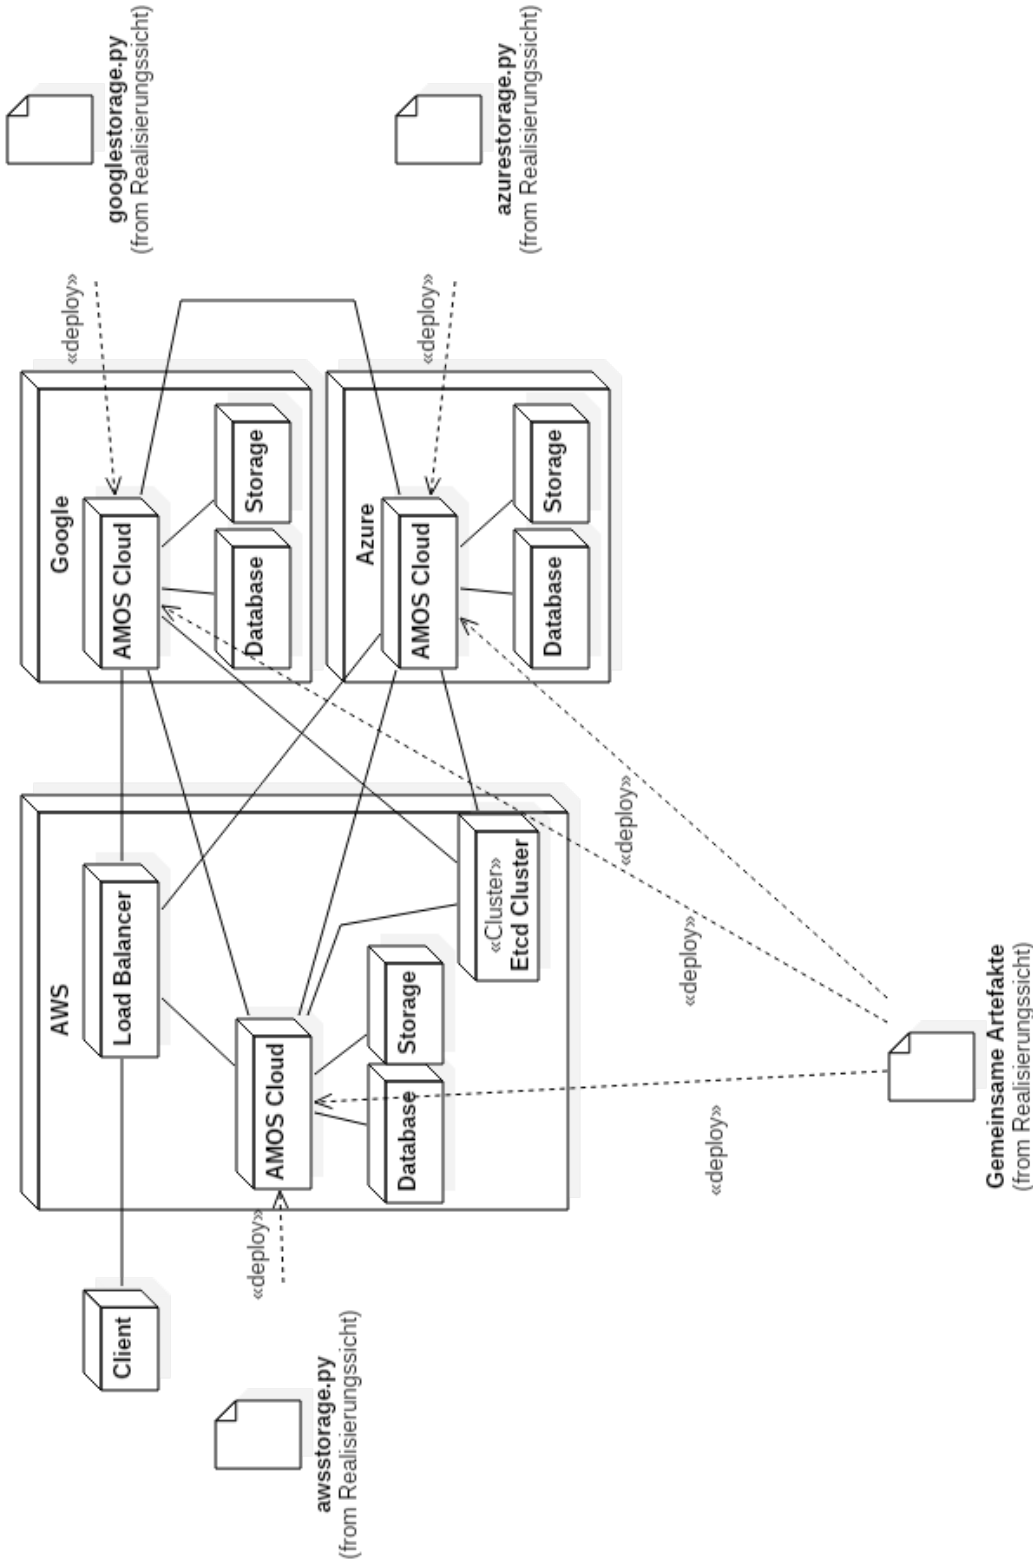 Client
awsstorage.py
(from Realisierungssicht)
«deploy»
AWS
Load Balancer
AMOS Cloud
Database
Storage
«Cluster»
Etcd Cluster
Google
AMOS Cloud
Database
Storage
«deploy»
googlestorage.py
(from Realisierungssicht)
Azure
AMOS Cloud
Database
Storage
«deploy»
azurestorage.py
(from Realisierungssicht)
«deploy»
«deploy»
«deploy»
Gemeinsame Artefakte
(from Realisierungssicht)